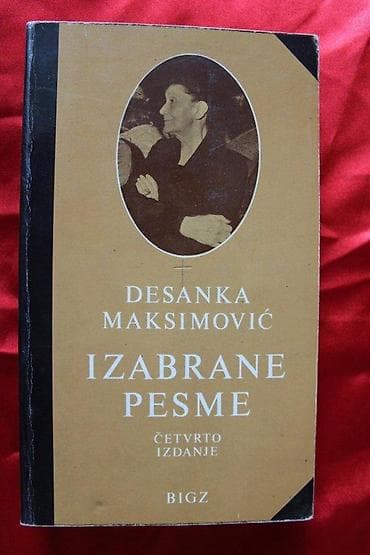 DESANKA
MAKSIMOVIĆ
IZABRANE
PESME
ČETVRTO
IZDANJE
BIGZ